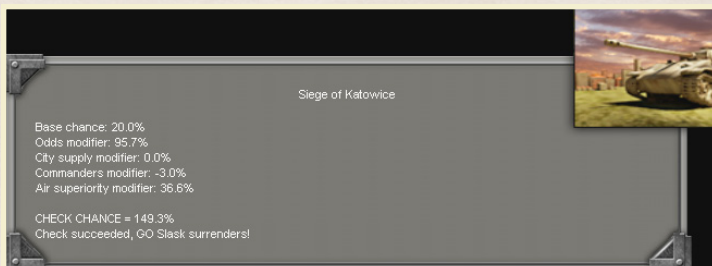 Siege of Katowice
Base chance: 20.0%
Odds modifier: 95.7%
City supply modifier: 0.0%
Commanders modifier: -3.0%
Air superiority modifier: 36.6%
CHECK CHANCE = 149.3%
Check succeeded, GO Slask surrenders!